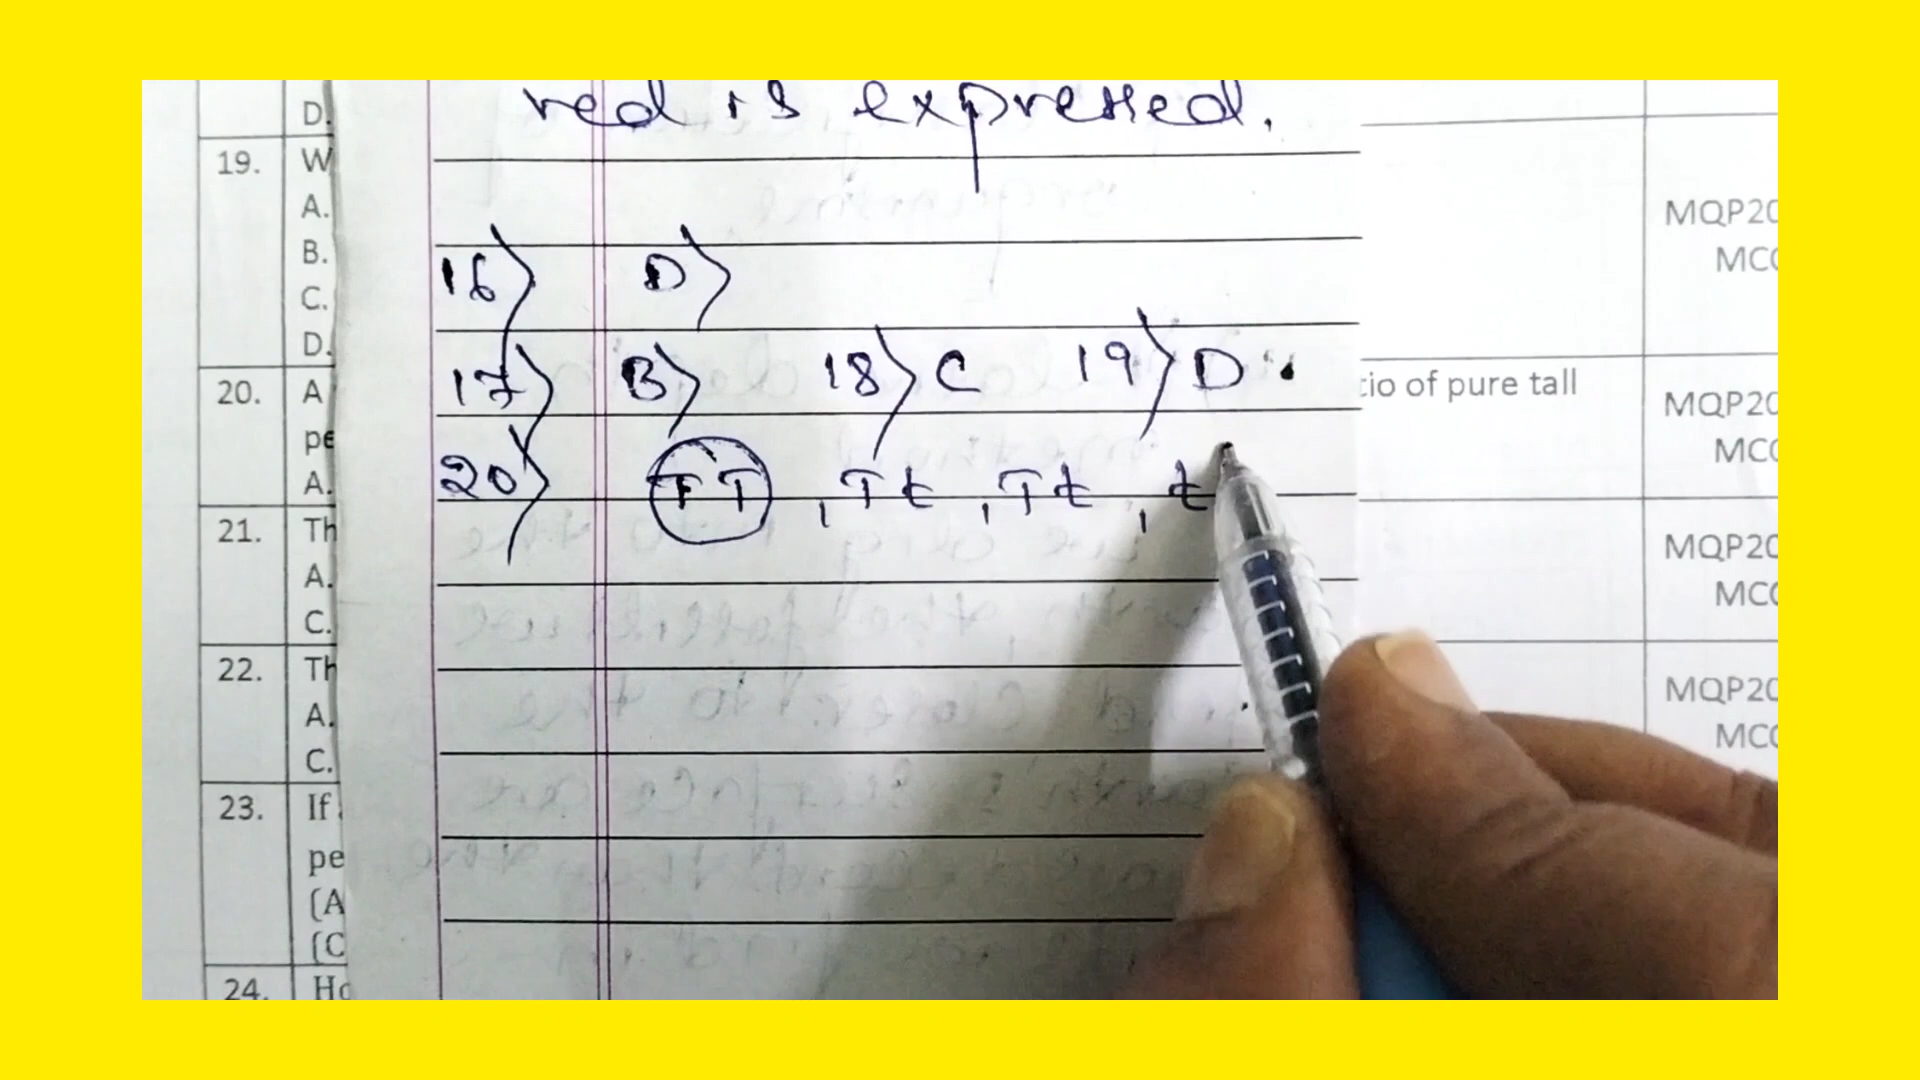 red is expressed.
16) D)
17) B) 18) C 19) D
20) TT , Tt , Tt , t
D.
19. W
A.
B.
C.
D.
MQP20
MC
20. A
tio of pure tall
pe
A.
MQP20
MC
21. Th
A.
C.
MQP20
MC
22. Th
A.
C.
MQP20
MC
23. If
pe
(A
(C
24. Ho